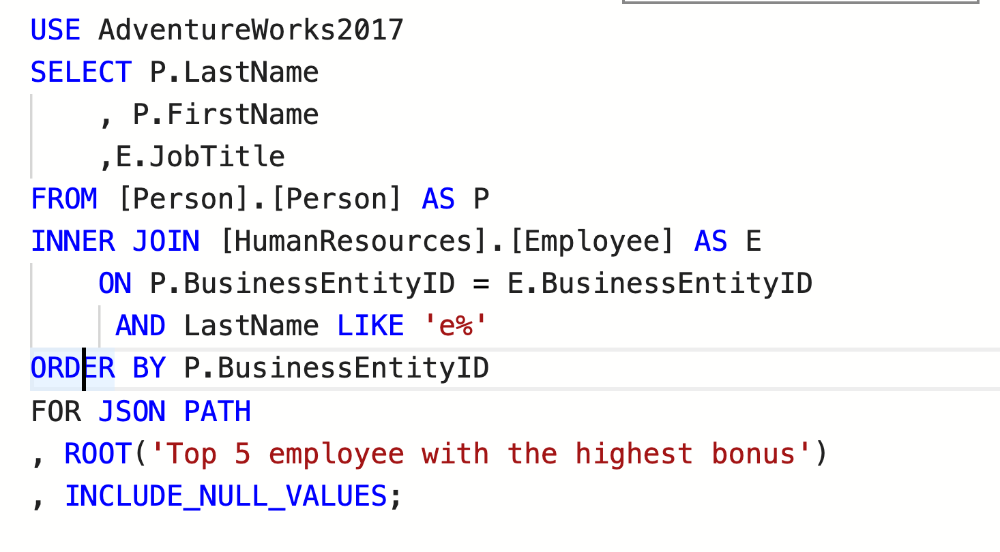 USE AdventureWorks2017
SELECT P.LastName
    , P.FirstName
    ,E.JobTitle
FROM [Person].[Person] AS P
INNER JOIN [HumanResources].[Employee] AS E
    ON P.BusinessEntityID = E.BusinessEntityID
     AND LastName LIKE 'e%'
ORDER BY P.BusinessEntityID
FOR JSON PATH
, ROOT('Top 5 employee with the highest bonus')
, INCLUDE_NULL_VALUES;